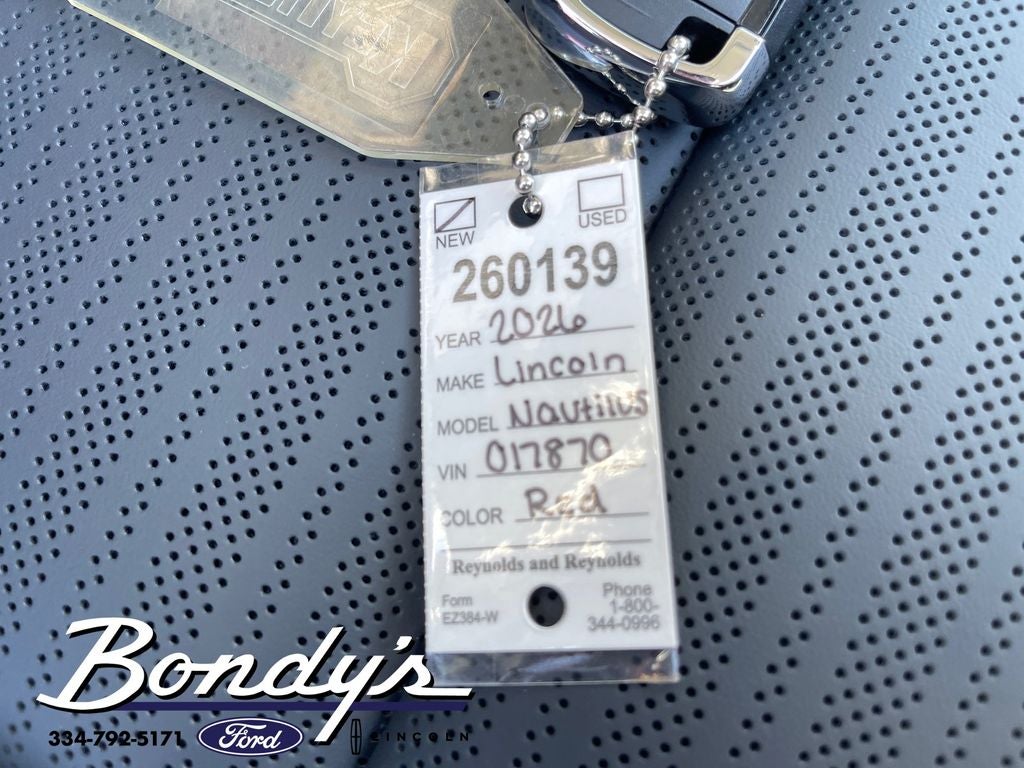 NEW
USED
260139
YEAR 2026
MAKE Lincoln
MODEL Nautilus
VIN 017870
COLOR Red
Reynolds and Reynolds
Form
EZ384-W
Phone
1-800-
344-0996
Bondy's
334-792-5171 Ford LINCOLN